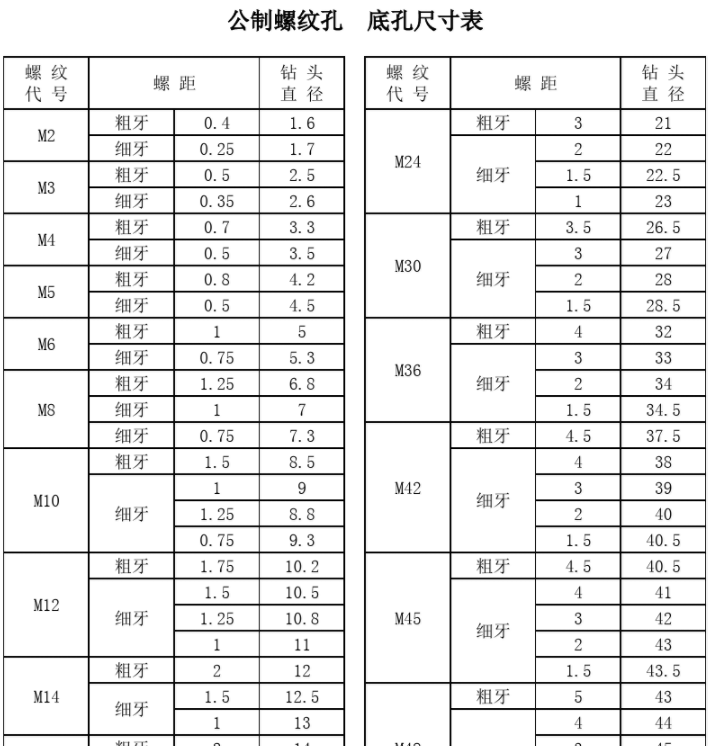 公制螺纹孔 底孔尺寸表
螺纹代号 螺距 钻头直径
M2 粗牙 0.4 1.6
细牙 0.25 1.7
M3 粗牙 0.5 2.5
细牙 0.35 2.6
M4 粗牙 0.7 3.3
细牙 0.5 3.5
M5 粗牙 0.8 4.2
细牙 0.5 4.5
M6 粗牙 1 5
细牙 0.75 5.3
M8 粗牙 1.25 6.8
细牙 1 7
细牙 0.75 7.3
M10 粗牙 1.5 8.5
细牙 1 9
1.25 8.8
0.75 9.3
M12 粗牙 1.75 10.2
细牙 1.5 10.5
1.25 10.8
1 11
M14 粗牙 2 12
细牙 1.5 12.5
1 13
粗牙 2 14
螺纹代号 螺距 钻头直径
M24 粗牙 3 21
细牙 2 22
1.5 22.5
1 23
M30 粗牙 3.5 26.5
细牙 3 27
2 28
1.5 28.5
M36 粗牙 4 32
细牙 3 33
2 34
1.5 34.5
M42 粗牙 4.5 37.5
细牙 4 38
3 39
2 40
1.5 40.5
M45 粗牙 4.5 40.5
细牙 4 41
3 42
2 43
1.5 43.5
粗牙 5 43
4 44
M48 3 45